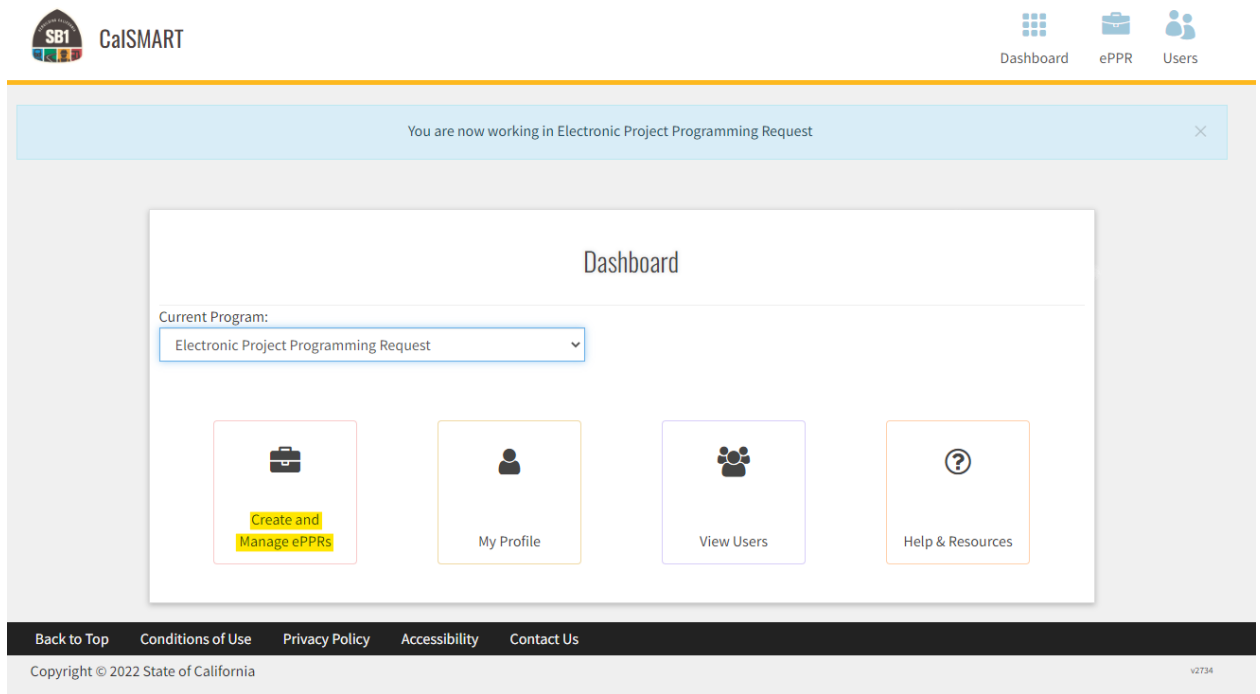 SB1
CalSMART
Dashboard ePPR Users
You are now working in Electronic Project Programming Request
Dashboard
Current Program:
Electronic Project Programming Request
Create and
Manage ePPRs
My Profile
View Users
Help & Resources
Back to Top Conditions of Use Privacy Policy Accessibility Contact Us
Copyright © 2022 State of California
v2734